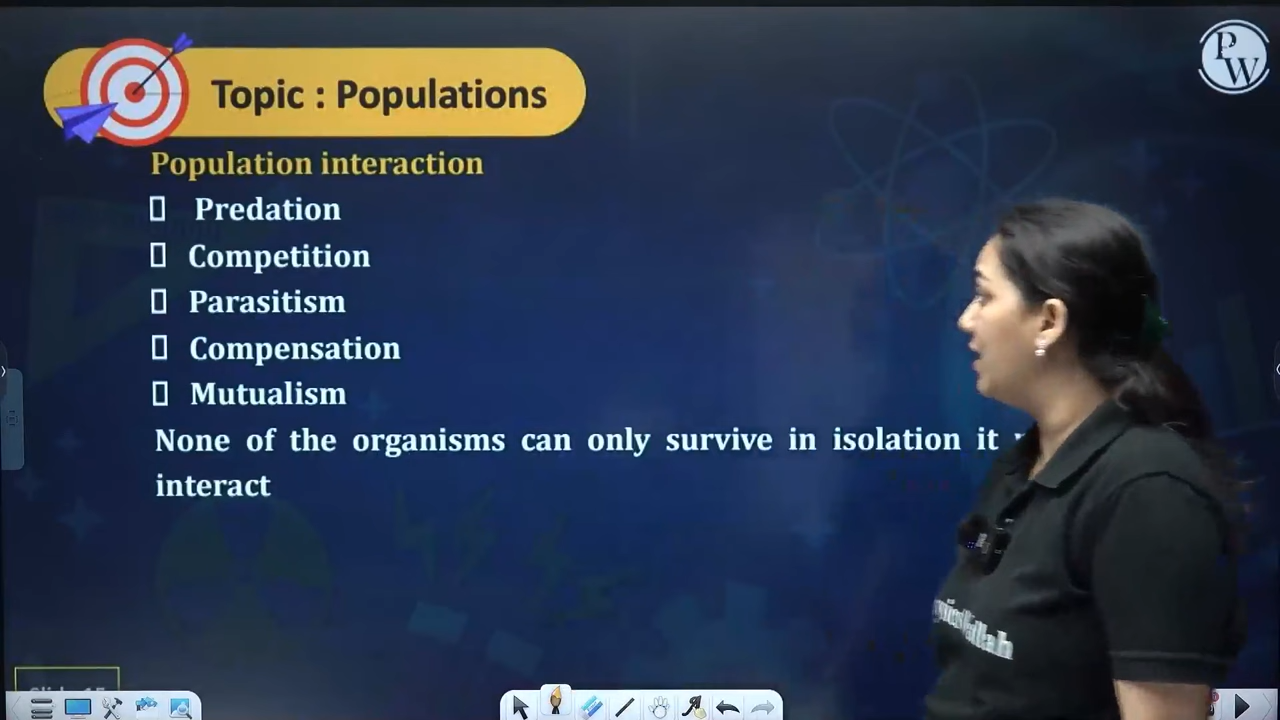 Topic : Populations
PW
Population interaction
Predation
Competition
Parasitism
Compensation
Mutualism
None of the organisms can only survive in isolation it
interact